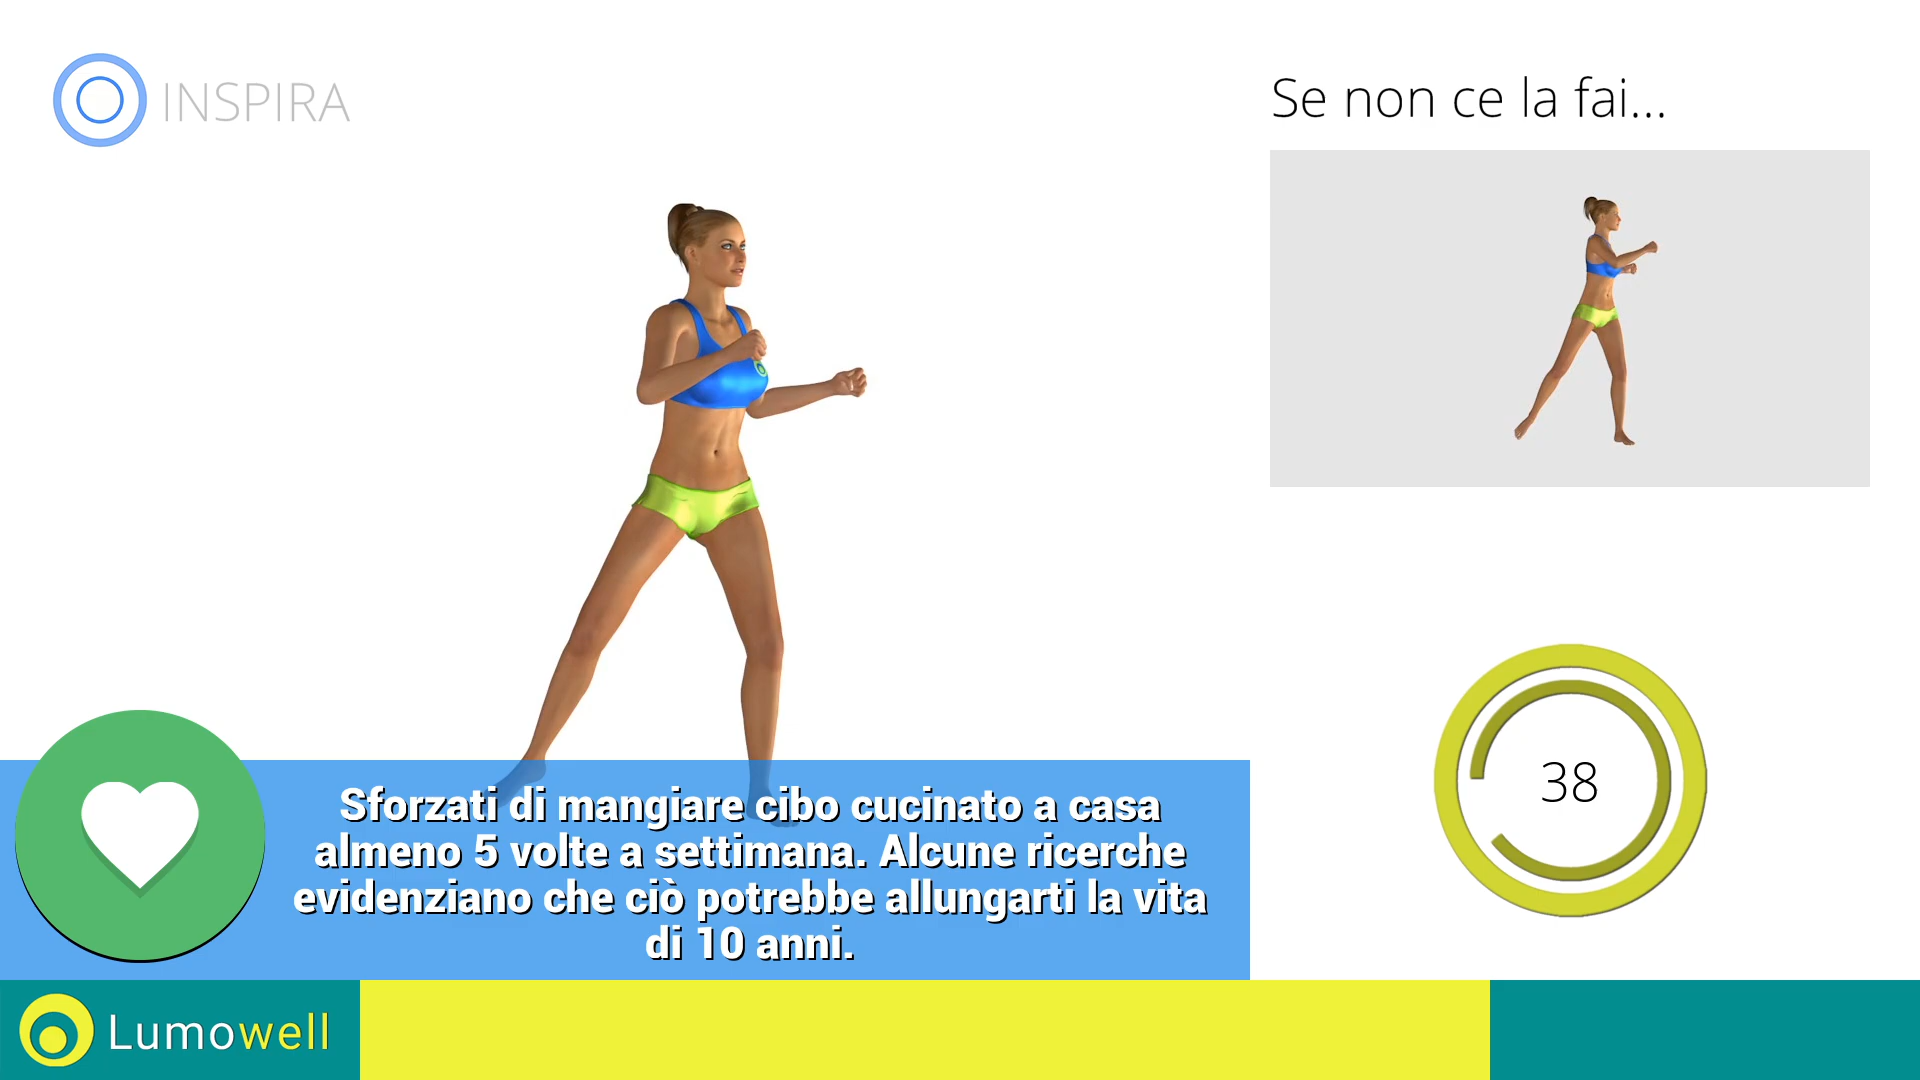 INSPIRA
Se non ce la fai...
38
Sforzati di mangiare cibo cucinato a casa
almeno 5 volte a settimana. Alcune ricerche
evidenziano che ciò potrebbe allungarti la vita
di 10 anni.
Lumowell